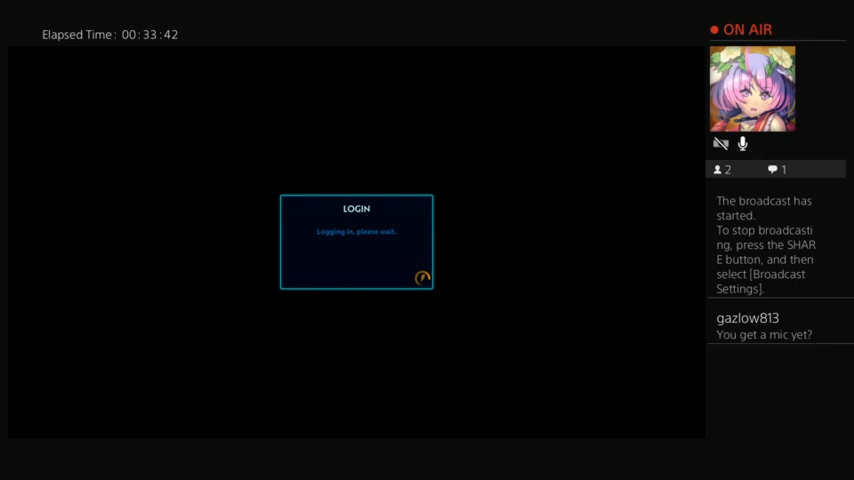 Elapsed Time: 00:33:42
ON AIR
LOGIN
Logging in, please wait.
2
1
The broadcast has
started.
To stop broadcasti
ng, press the SHAR
E button, and then
select [Broadcast
Settings].
gazlow813
You get a mic yet?